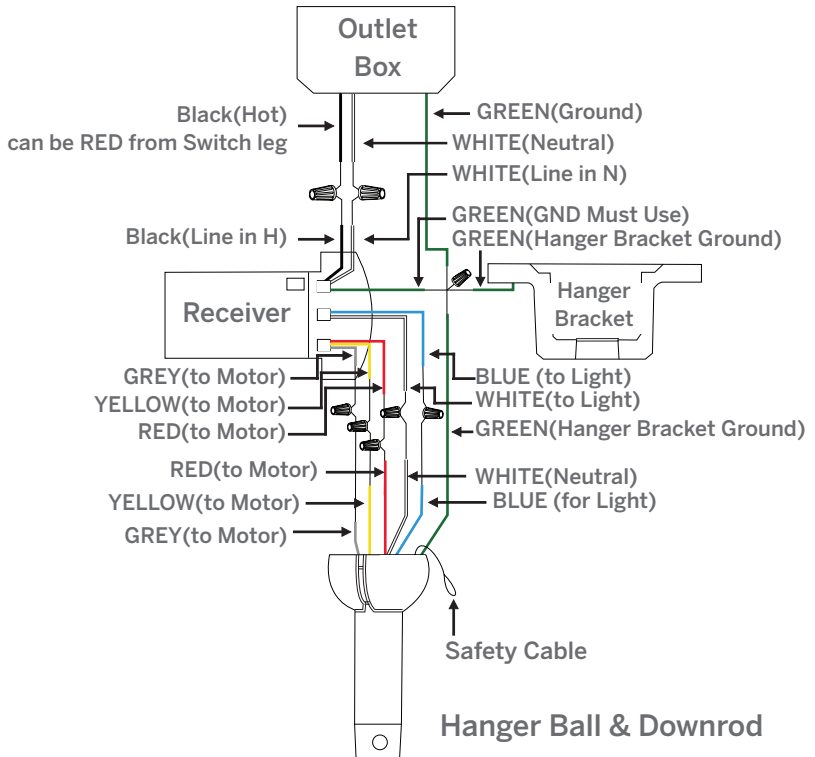 Outlet
Box
Black(Hot)
can be RED from Switch leg
GREEN(Ground)
WHITE(Neutral)
WHITE(Line in N)
GREEN(GND Must Use)
Black(Line in H)
GREEN(Hanger Bracket Ground)
Receiver
Hanger
Bracket
GREY(to Motor)
YELLOW(to Motor)
RED(to Motor)
BLUE (to Light)
WHITE(to Light)
GREEN(Hanger Bracket Ground)
RED(to Motor)
YELLOW(to Motor)
GREY(to Motor)
WHITE(Neutral)
BLUE (for Light)
Safety Cable
Hanger Ball & Downrod